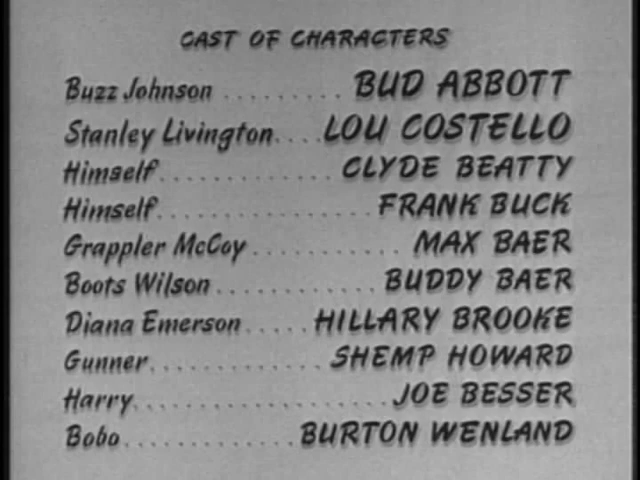 CAST OF CHARACTERS
Buzz Johnson ......... BUD ABBOTT
Stanley Livington.... LOU COSTELLO
Himself............. CLYDE BEATTY
Himself................ FRANK BUCK
Grappler McCoy ........... MAX BAER
Boots Wilson ............ BUDDY BAER
Diana Emerson ..... HILLARY BROOKE
Gunner............. SHEMP HOWARD
Harry................... JOE BESSER
Bobo............. BURTON WENLAND